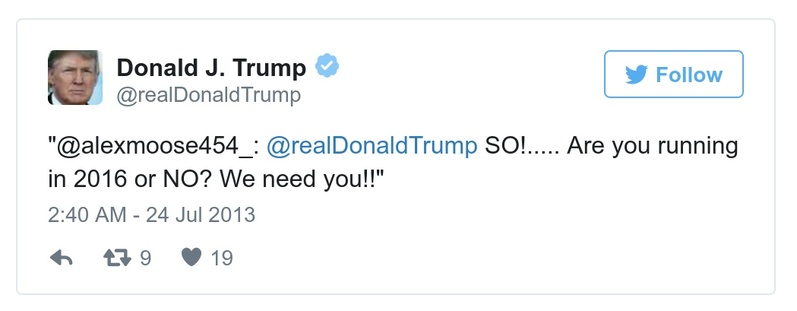 Donald J. Trump
@realDonaldTrump
Follow
"@alexmoose454_: @realDonaldTrump SO!..... Are you running
in 2016 or NO? We need you!!"
2:40 AM - 24 Jul 2013
9 19